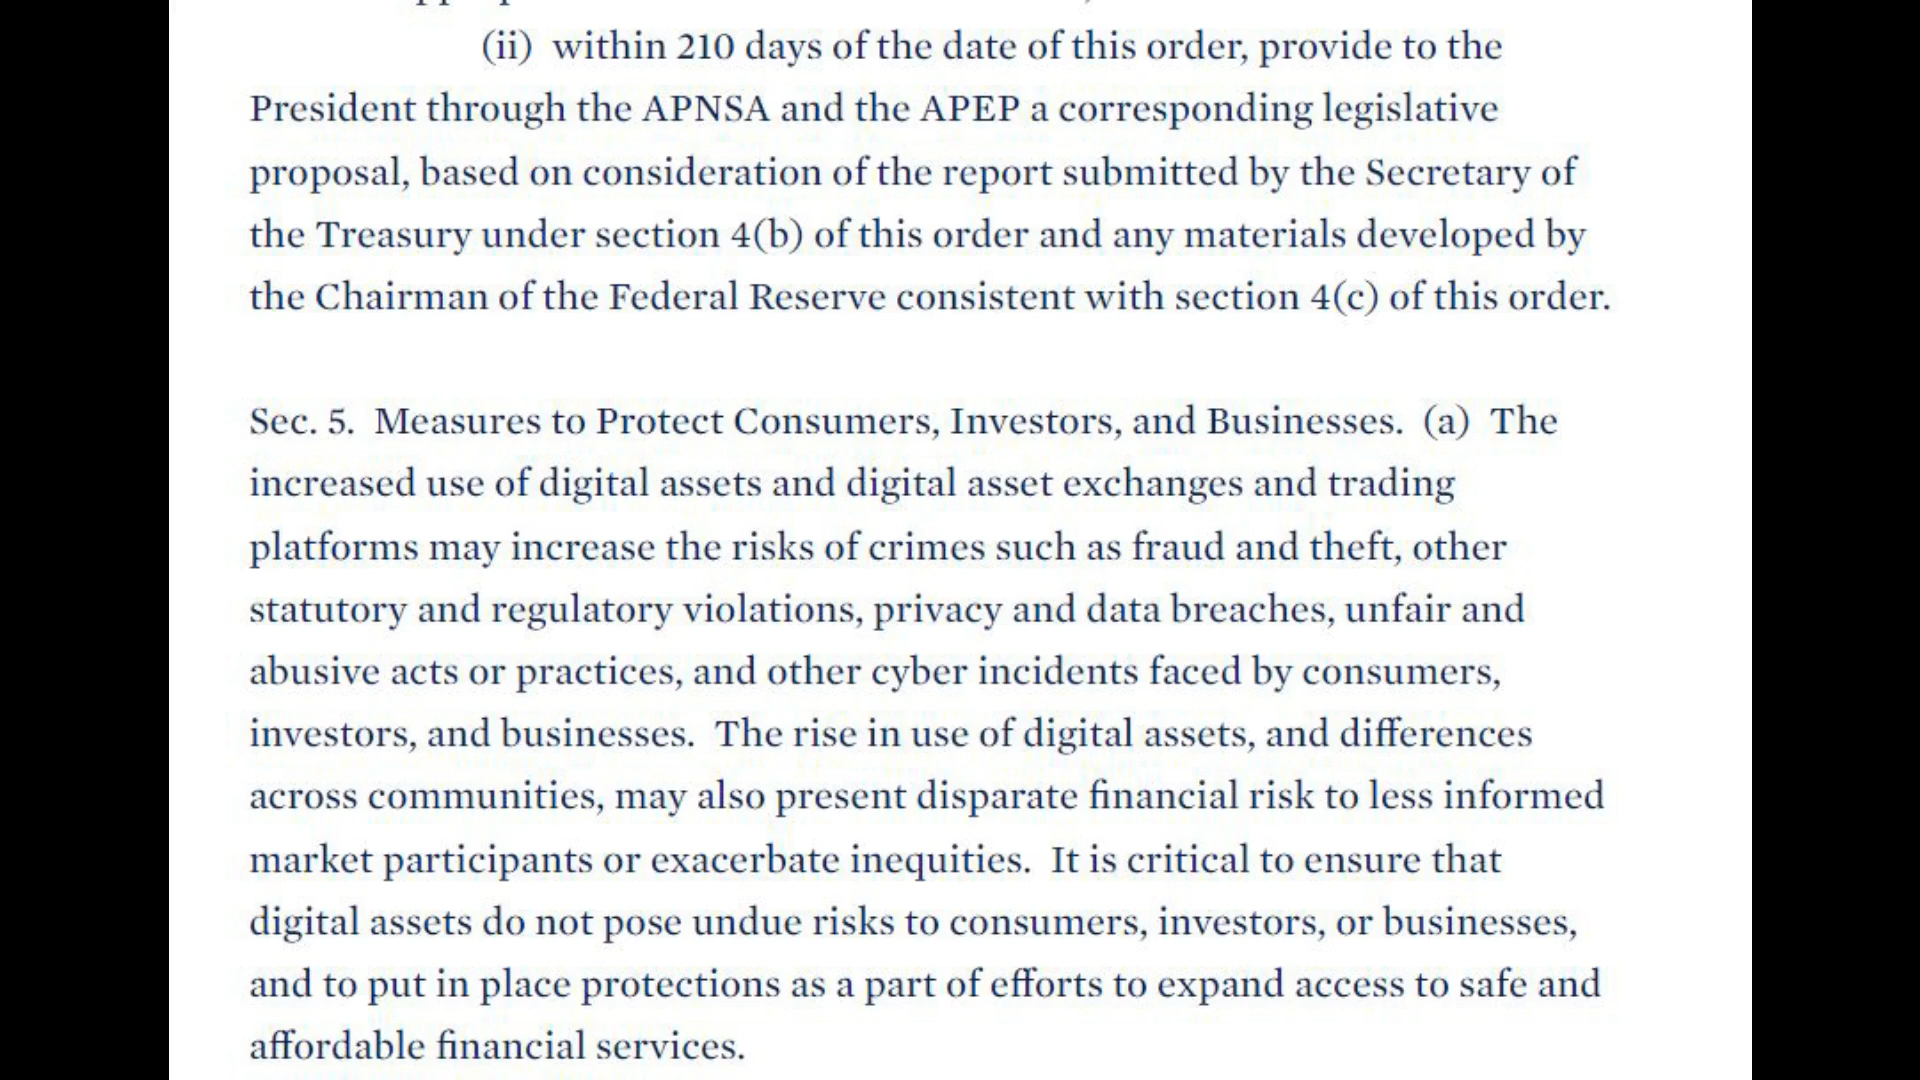 (ii) within 210 days of the date of this order, provide to the
President through the APNSA and the APEP a corresponding legislative
proposal, based on consideration of the report submitted by the Secretary of
the Treasury under section 4(b) of this order and any materials developed by
the Chairman of the Federal Reserve consistent with section 4(c) of this order.
Sec. 5. Measures to Protect Consumers, Investors, and Businesses. (a) The
increased use of digital assets and digital asset exchanges and trading
platforms may increase the risks of crimes such as fraud and theft, other
statutory and regulatory violations, privacy and data breaches, unfair and
abusive acts or practices, and other cyber incidents faced by consumers,
investors, and businesses. The rise in use of digital assets, and differences
across communities, may also present disparate financial risk to less informed
market participants or exacerbate inequities. It is critical to ensure that
digital assets do not pose undue risks to consumers, investors, or businesses,
and to put in place protections as a part of efforts to expand access to safe and
affordable financial services.